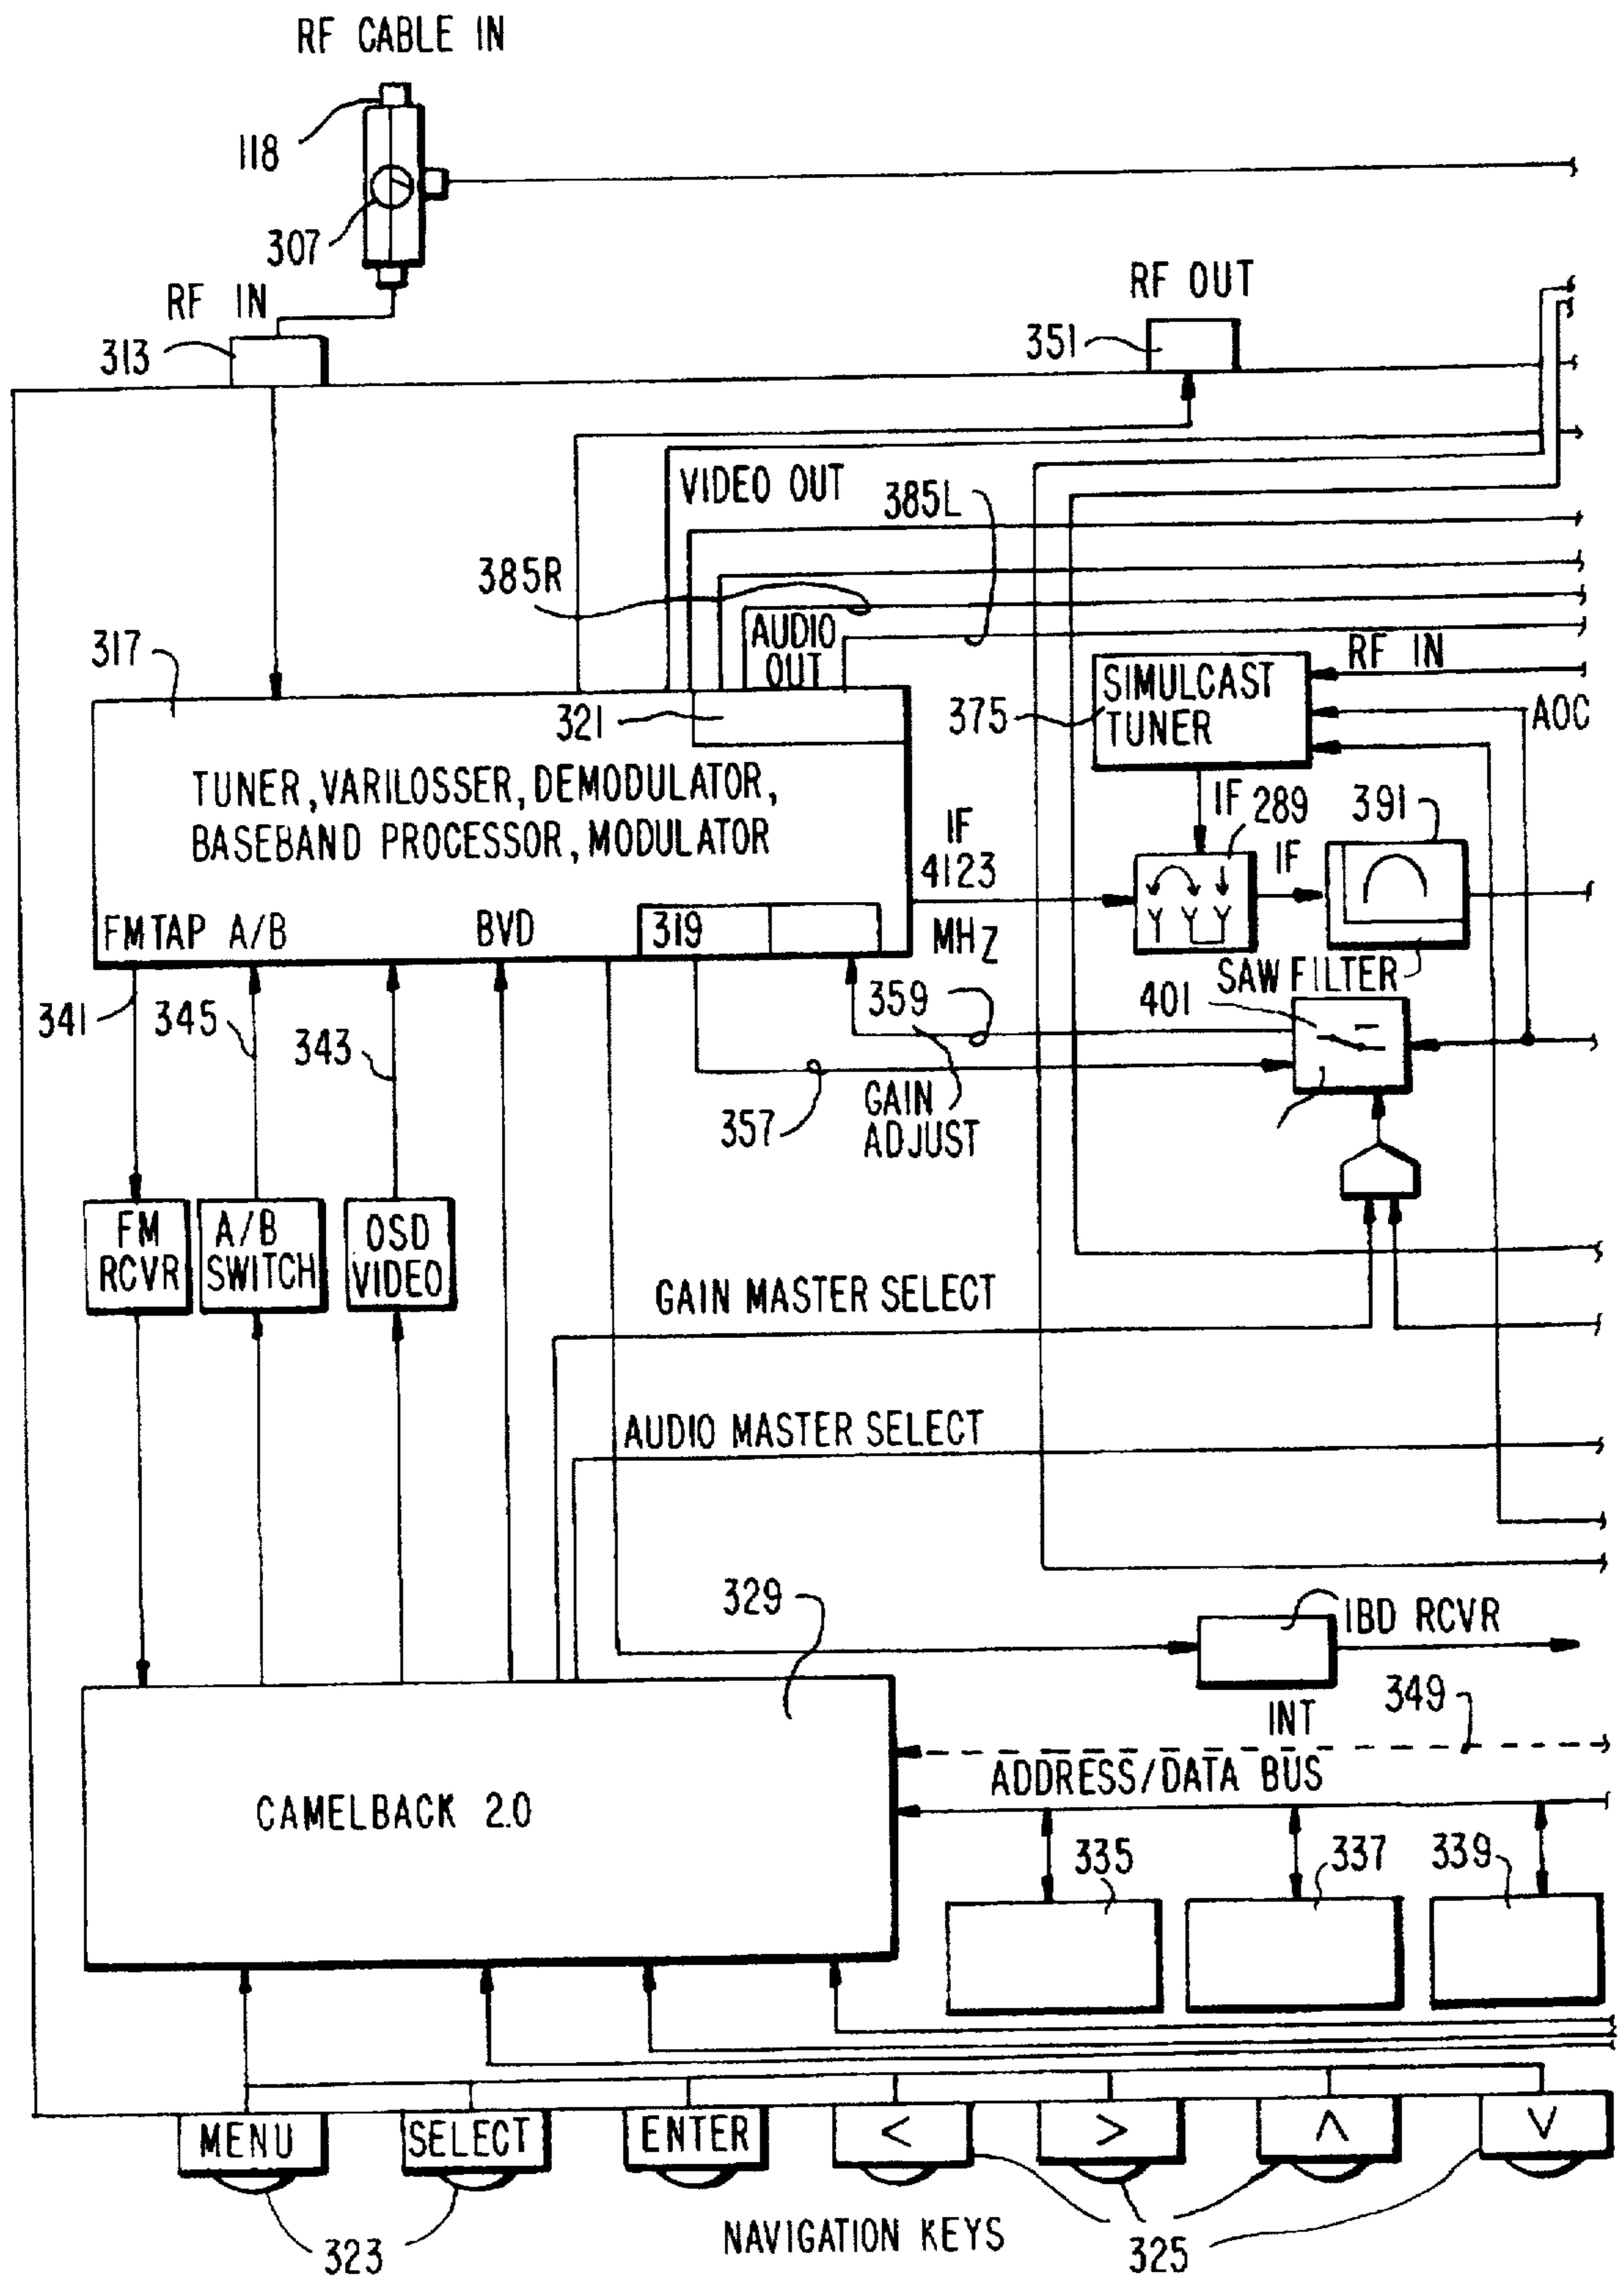 RF CABLE IN
118
307
RF IN
313
RF OUT
351
VIDEO OUT
385L
385R
AUDIO
OUT
317
321
RF IN
SIMULCAST
TUNER
375
AOC
TUNER, VARILOSSER, DEMODULATOR,
BASEBAND PROCESSOR, MODULATOR
IF
4123
MHZ
IF
289
IF
391
FM TAP A/B
BVD
319
SAW FILTER
401
341
345
343
359
357
GAIN
ADJUST
FM
RCVR
A/B
SWITCH
OSD
VIDEO
GAIN MASTER SELECT
AUDIO MASTER SELECT
329
IBD RCVR
349
INT
ADDRESS/DATA BUS
CAMELBACK 2.0
335
337
339
MENU
SELECT
ENTER
<
>
Λ
V
323
NAVIGATION KEYS
325